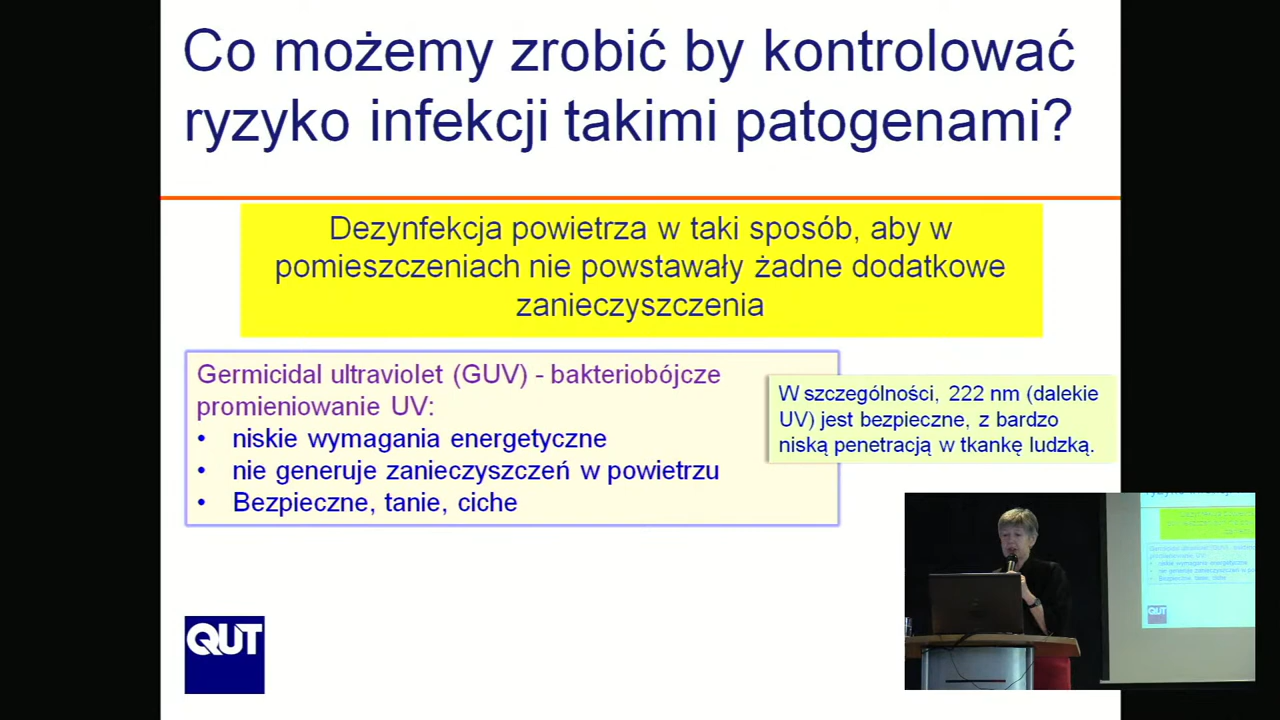 Co możemy zrobić by kontrolować
ryzyko infekcji takimi patogenami?
Dezynfekcja powietrza w taki sposób, aby w
pomieszczeniach nie powstawały żadne dodatkowe
zanieczyszczenia
Germicidal ultraviolet (GUV) - bakteriobójcze
promieniowanie UV:
• niskie wymagania energetyczne
• nie generuje zanieczyszczeń w powietrzu
• Bezpieczne, tanie, ciche
W szczególności, 222 nm (dalekie
UV) jest bezpieczne, z bardzo
niską penetracją w tkankę ludzką.
QUT
QUT